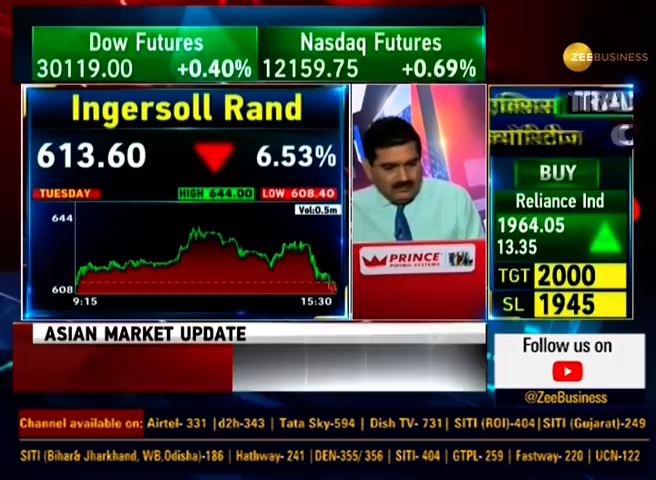 Dow Futures
30119.00 +0.40%
Nasdaq Futures
12159.75 +0.69%
ZEEBUSINESS
Ingersoll Rand
613.60 6.53%
TUESDAY HIGH 644.00 LOW 608.40
Vol:0.5m
644
608
9:15 15:30
PRINCE
PIPING SYSTEMS
BUY
Reliance Ind
1964.05
13.35
TGT 2000
SL 1945
ASIAN MARKET UPDATE
Follow us on
@ZeeBusiness
Channel available on: Airtel- 331 | d2h-343 | Tata Sky-594 | Dish TV- 731 | SITI (ROI)-404 | SITI (Gujarat)-249
SITI (Bihar& Jharkhand, WB,Odisha)-186 | Hathway- 241 | DEN-355/ 356 | SITI- 404 | GTPL- 259 | Fastway- 220 | UCN-122